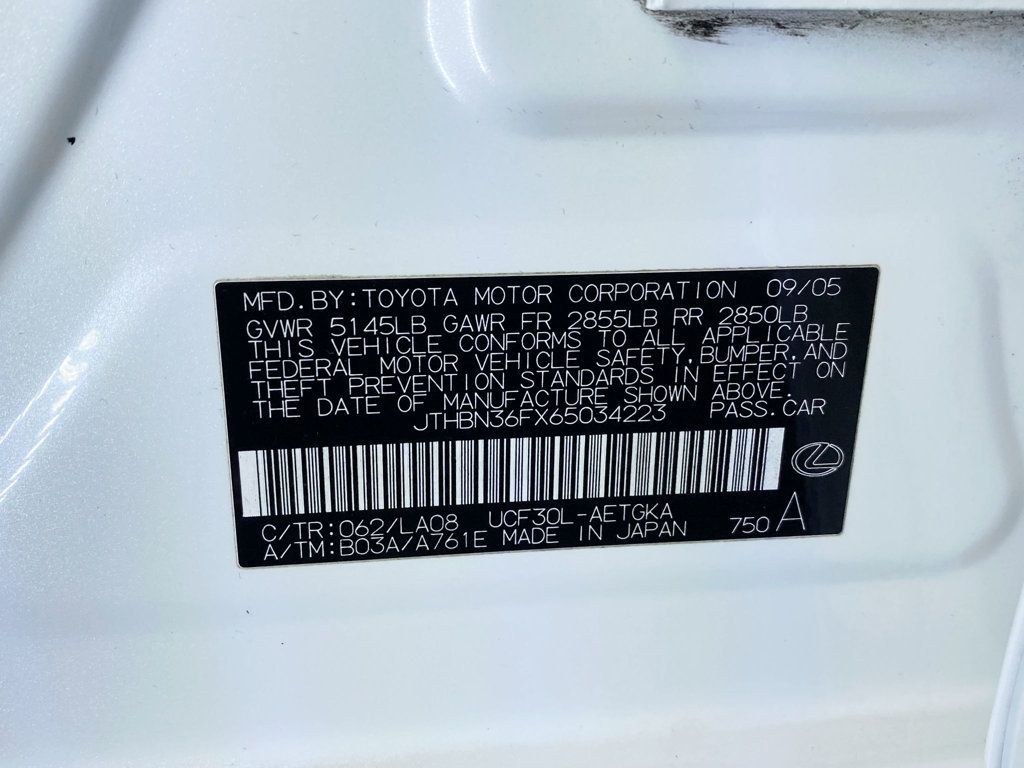 MFD.BY:TOYOTA MOTOR CORPORATION 09/05
GVWR 5145LB GAWR FR 2855LB RR 2850LB
THIS VEHICLE CONFORMS TO ALL APPLICABLE
FEDERAL MOTOR VEHICLE SAFETY,BUMPER,AND
THEFT PREVENTION STANDARDS IN EFFECT ON
THE DATE OF MANUFACTURE SHOWN ABOVE.
JTHBN36FX65034223 PASS.CAR
C/TR:062/LA08 UCF30L-AETGKA
A/TM:B03A/A761E MADE IN JAPAN 750 A